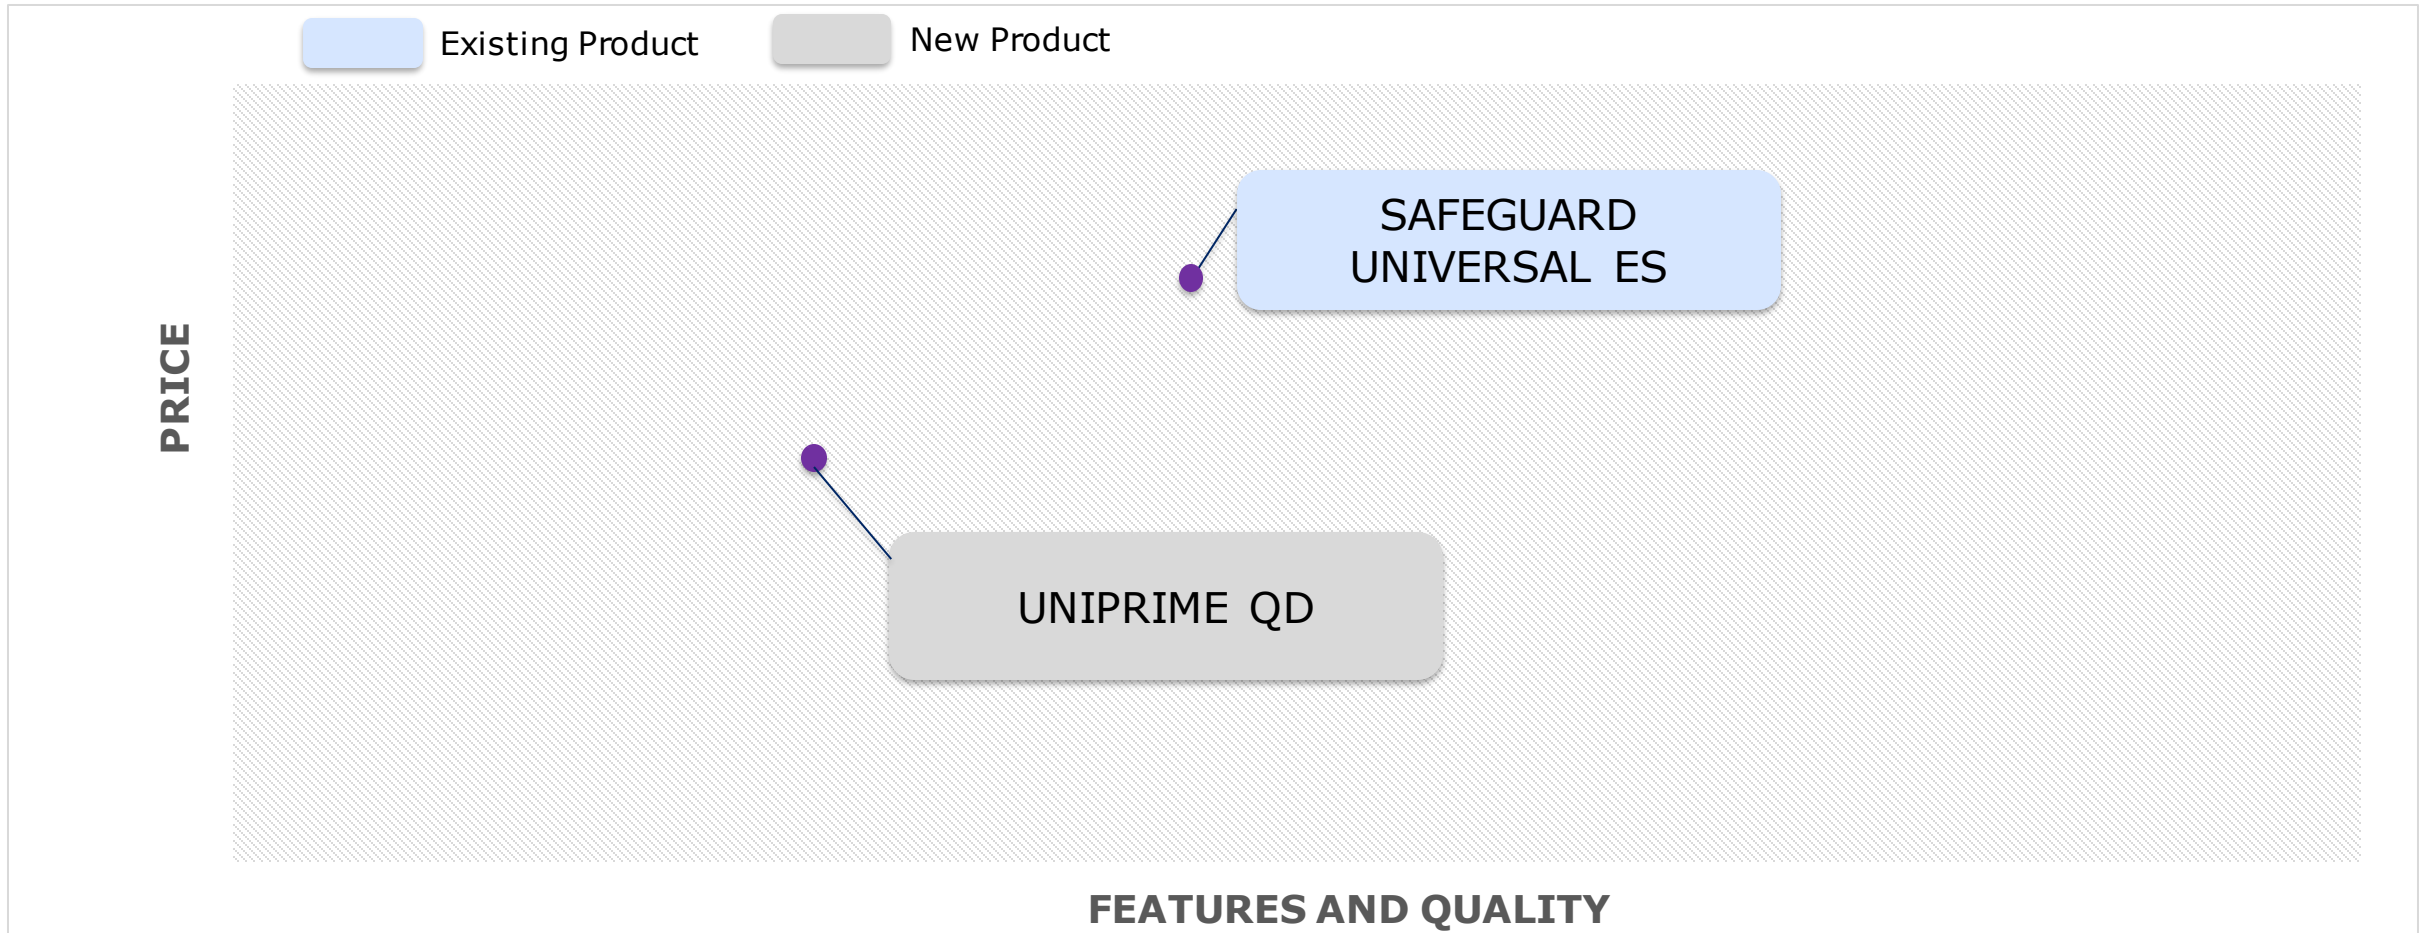 Existing Product
New Product
SAFEGUARD
UNIVERSAL ES
PRICE
UNIPRIME QD
FEATURES AND QUALITY